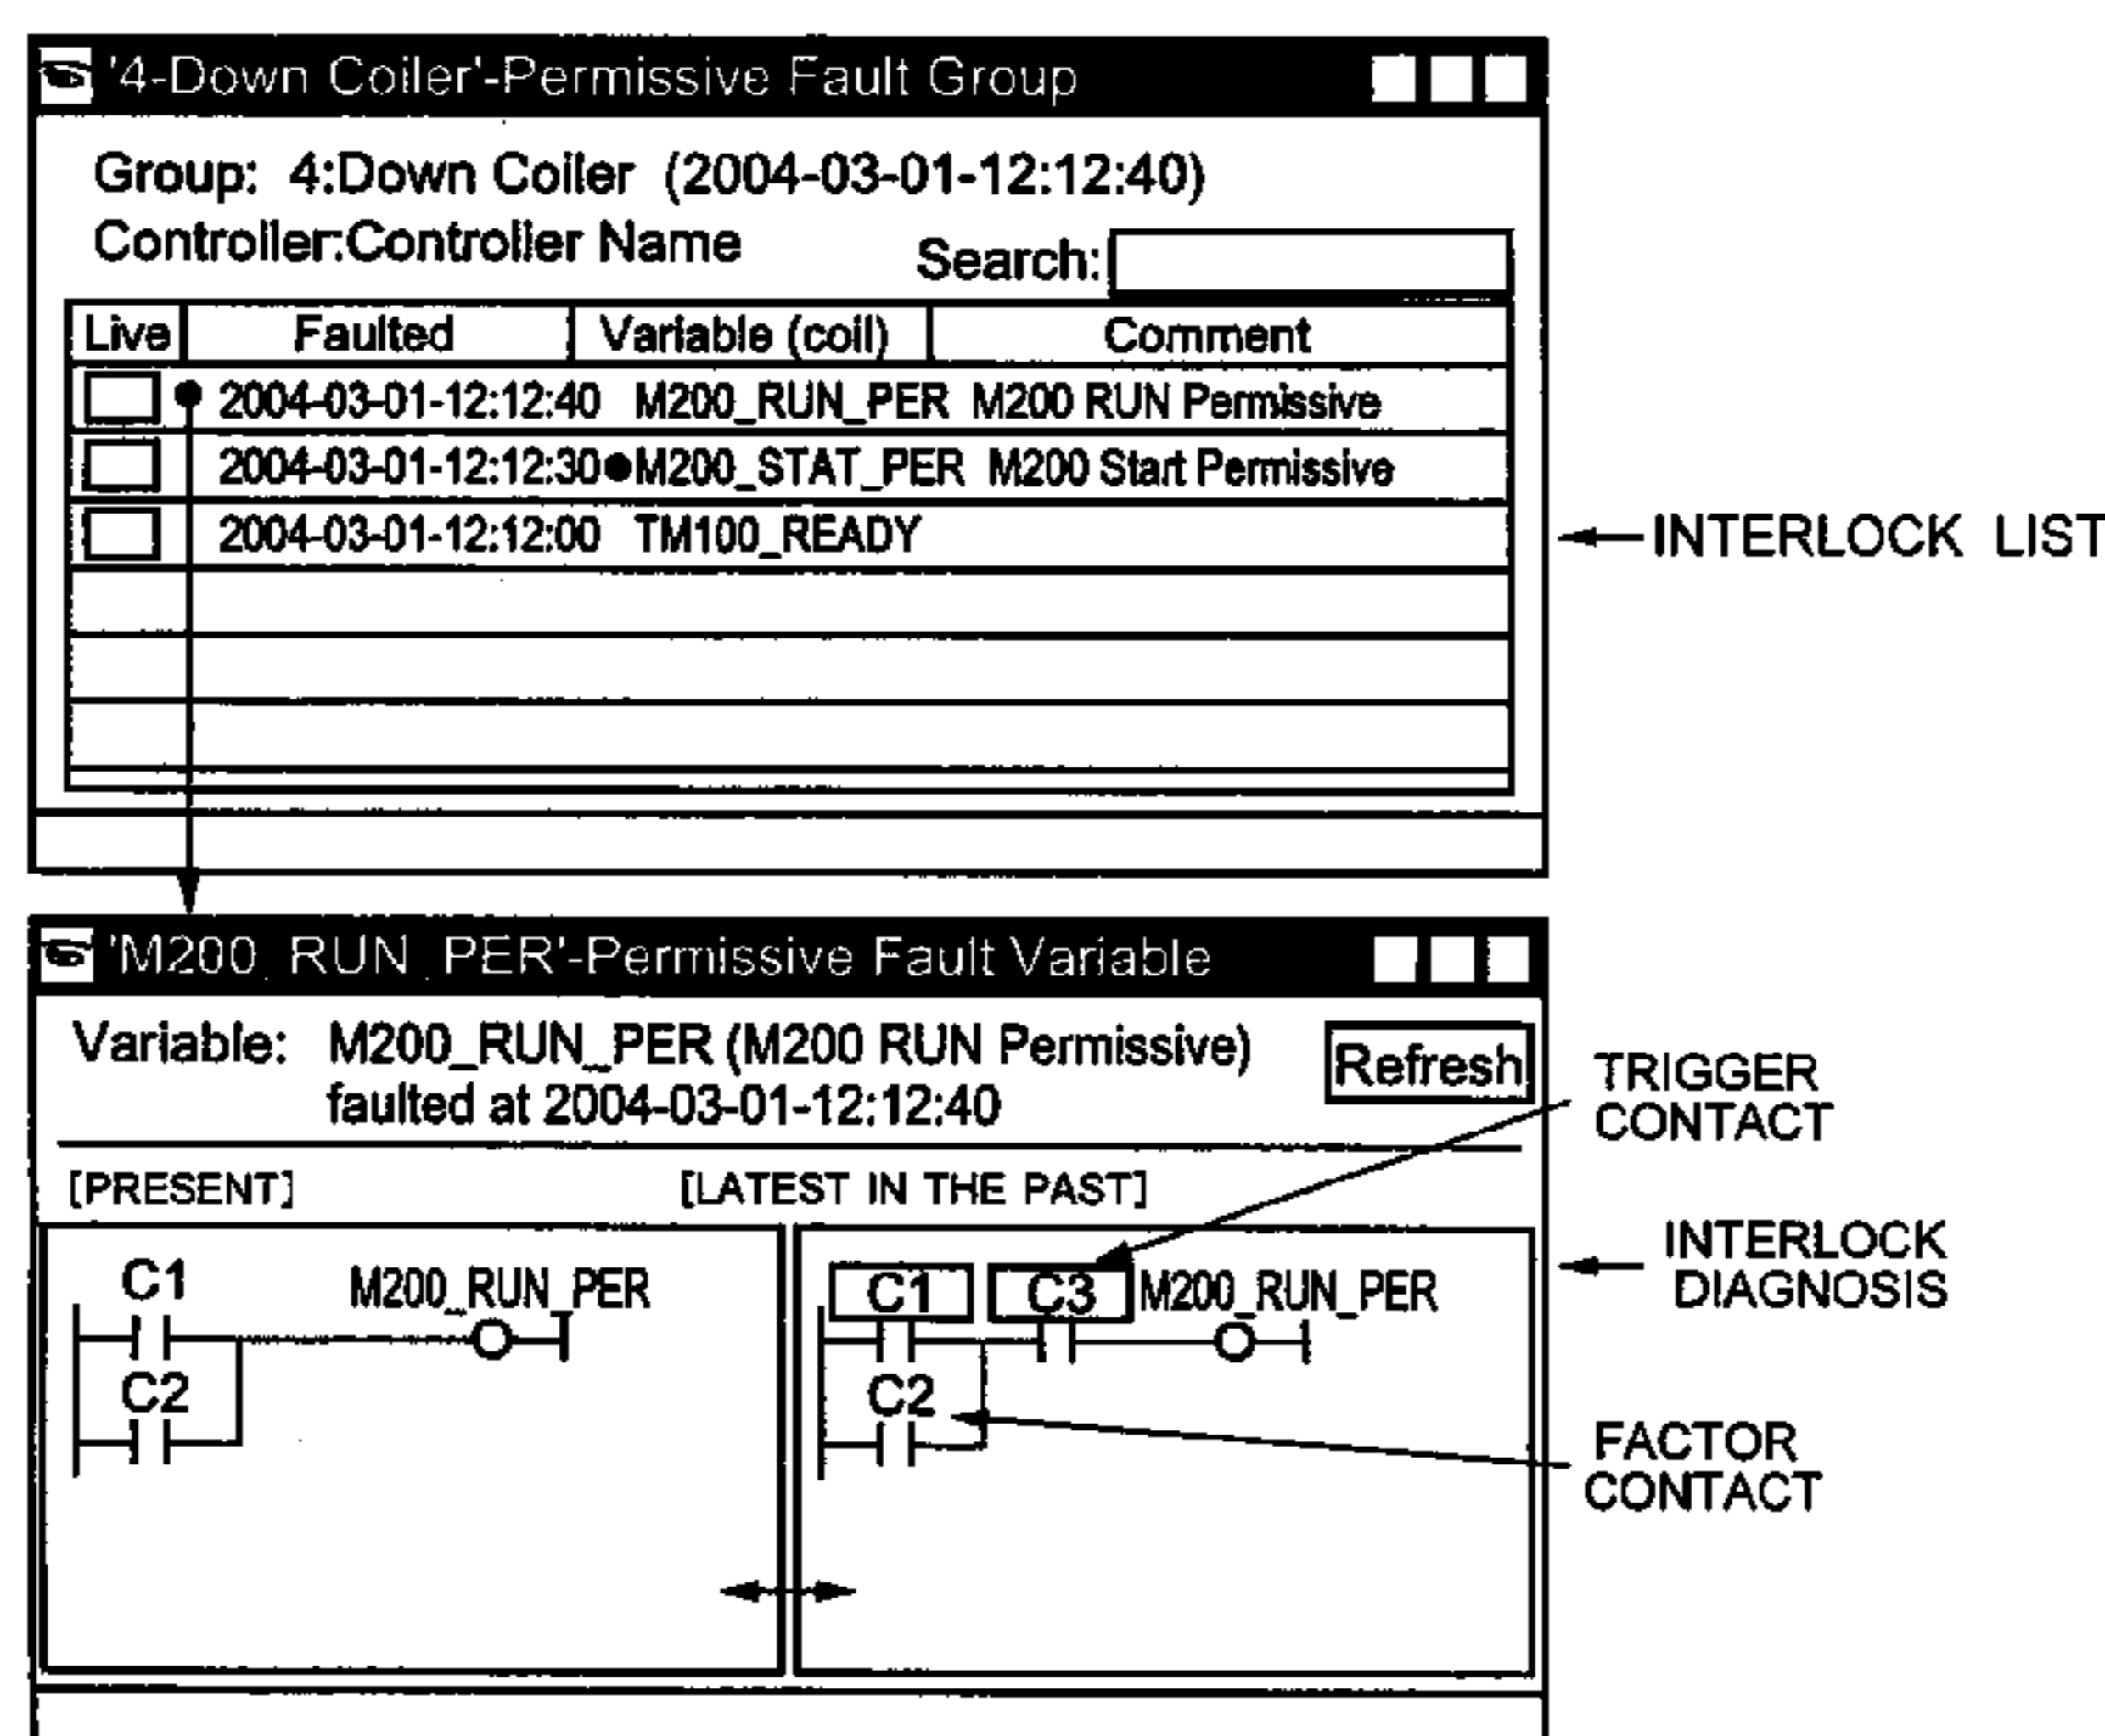 '4-Down Coiler'-Permissive Fault Group
Group: 4:Down Coiler (2004-03-01-12:12:40)
Controller:Controller Name
Search:
Live Faulted Variable (coil) Comment
2004-03-01-12:12:40 M200_RUN_PER M200 RUN Permissive
2004-03-01-12:12:30 M200_STAT_PER M200 Start Permissive
2004-03-01-12:12:00 TM100_READY
INTERLOCK LIST
'M200_RUN_PER'-Permissive Fault Variable
Variable: M200_RUN_PER (M200 RUN Permissive)
faulted at 2004-03-01-12:12:40
Refresh
TRIGGER
CONTACT
[PRESENT] [LATEST IN THE PAST]
C1 M200_RUN_PER
C2
C1 C3 M200_RUN_PER
C2
INTERLOCK
DIAGNOSIS
FACTOR
CONTACT